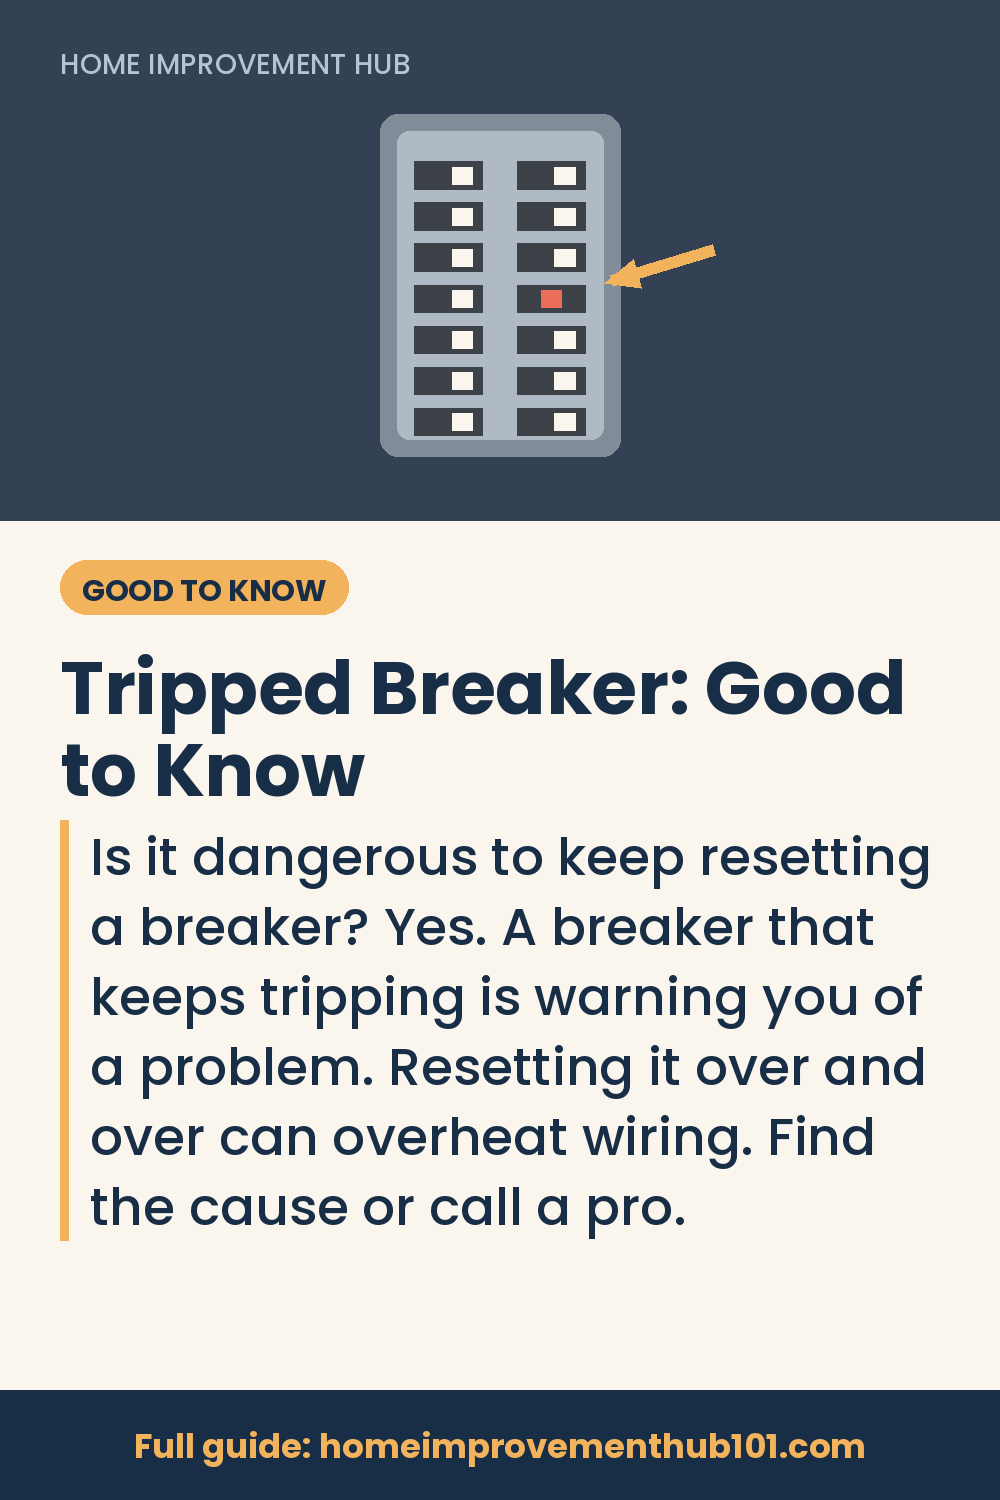 HOME IMPROVEMENT HUB
GOOD TO KNOW
Tripped Breaker: Good
to Know
Is it dangerous to keep resetting
a breaker? Yes. A breaker that
keeps tripping is warning you of
a problem. Resetting it over and
over can overheat wiring. Find
the cause or call a pro.
Full guide: homeimprovementhub101.com